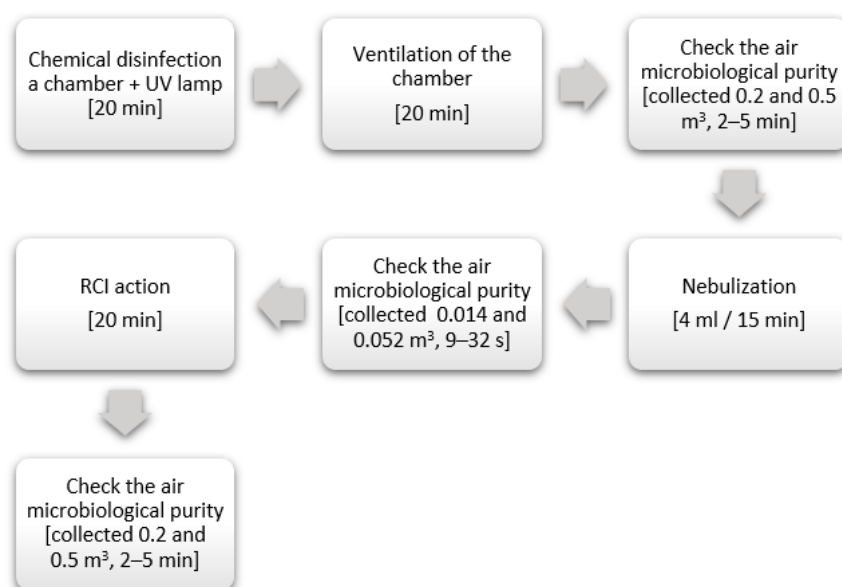 Chemical disinfection
a chamber + UV lamp
[20 min]
Ventilation of the
chamber
[20 min]
Check the air
microbiological purity
[collected 0.2 and 0.5
m³, 2–5 min]
Nebulization
[4 ml / 15 min]
Check the air
microbiological purity
[collected  0.014 and
0.052 m³, 9–32 s]
RCI action
[20 min]
Check the air
microbiological purity
[collected 0.2 and
0.5 m³, 2–5 min]